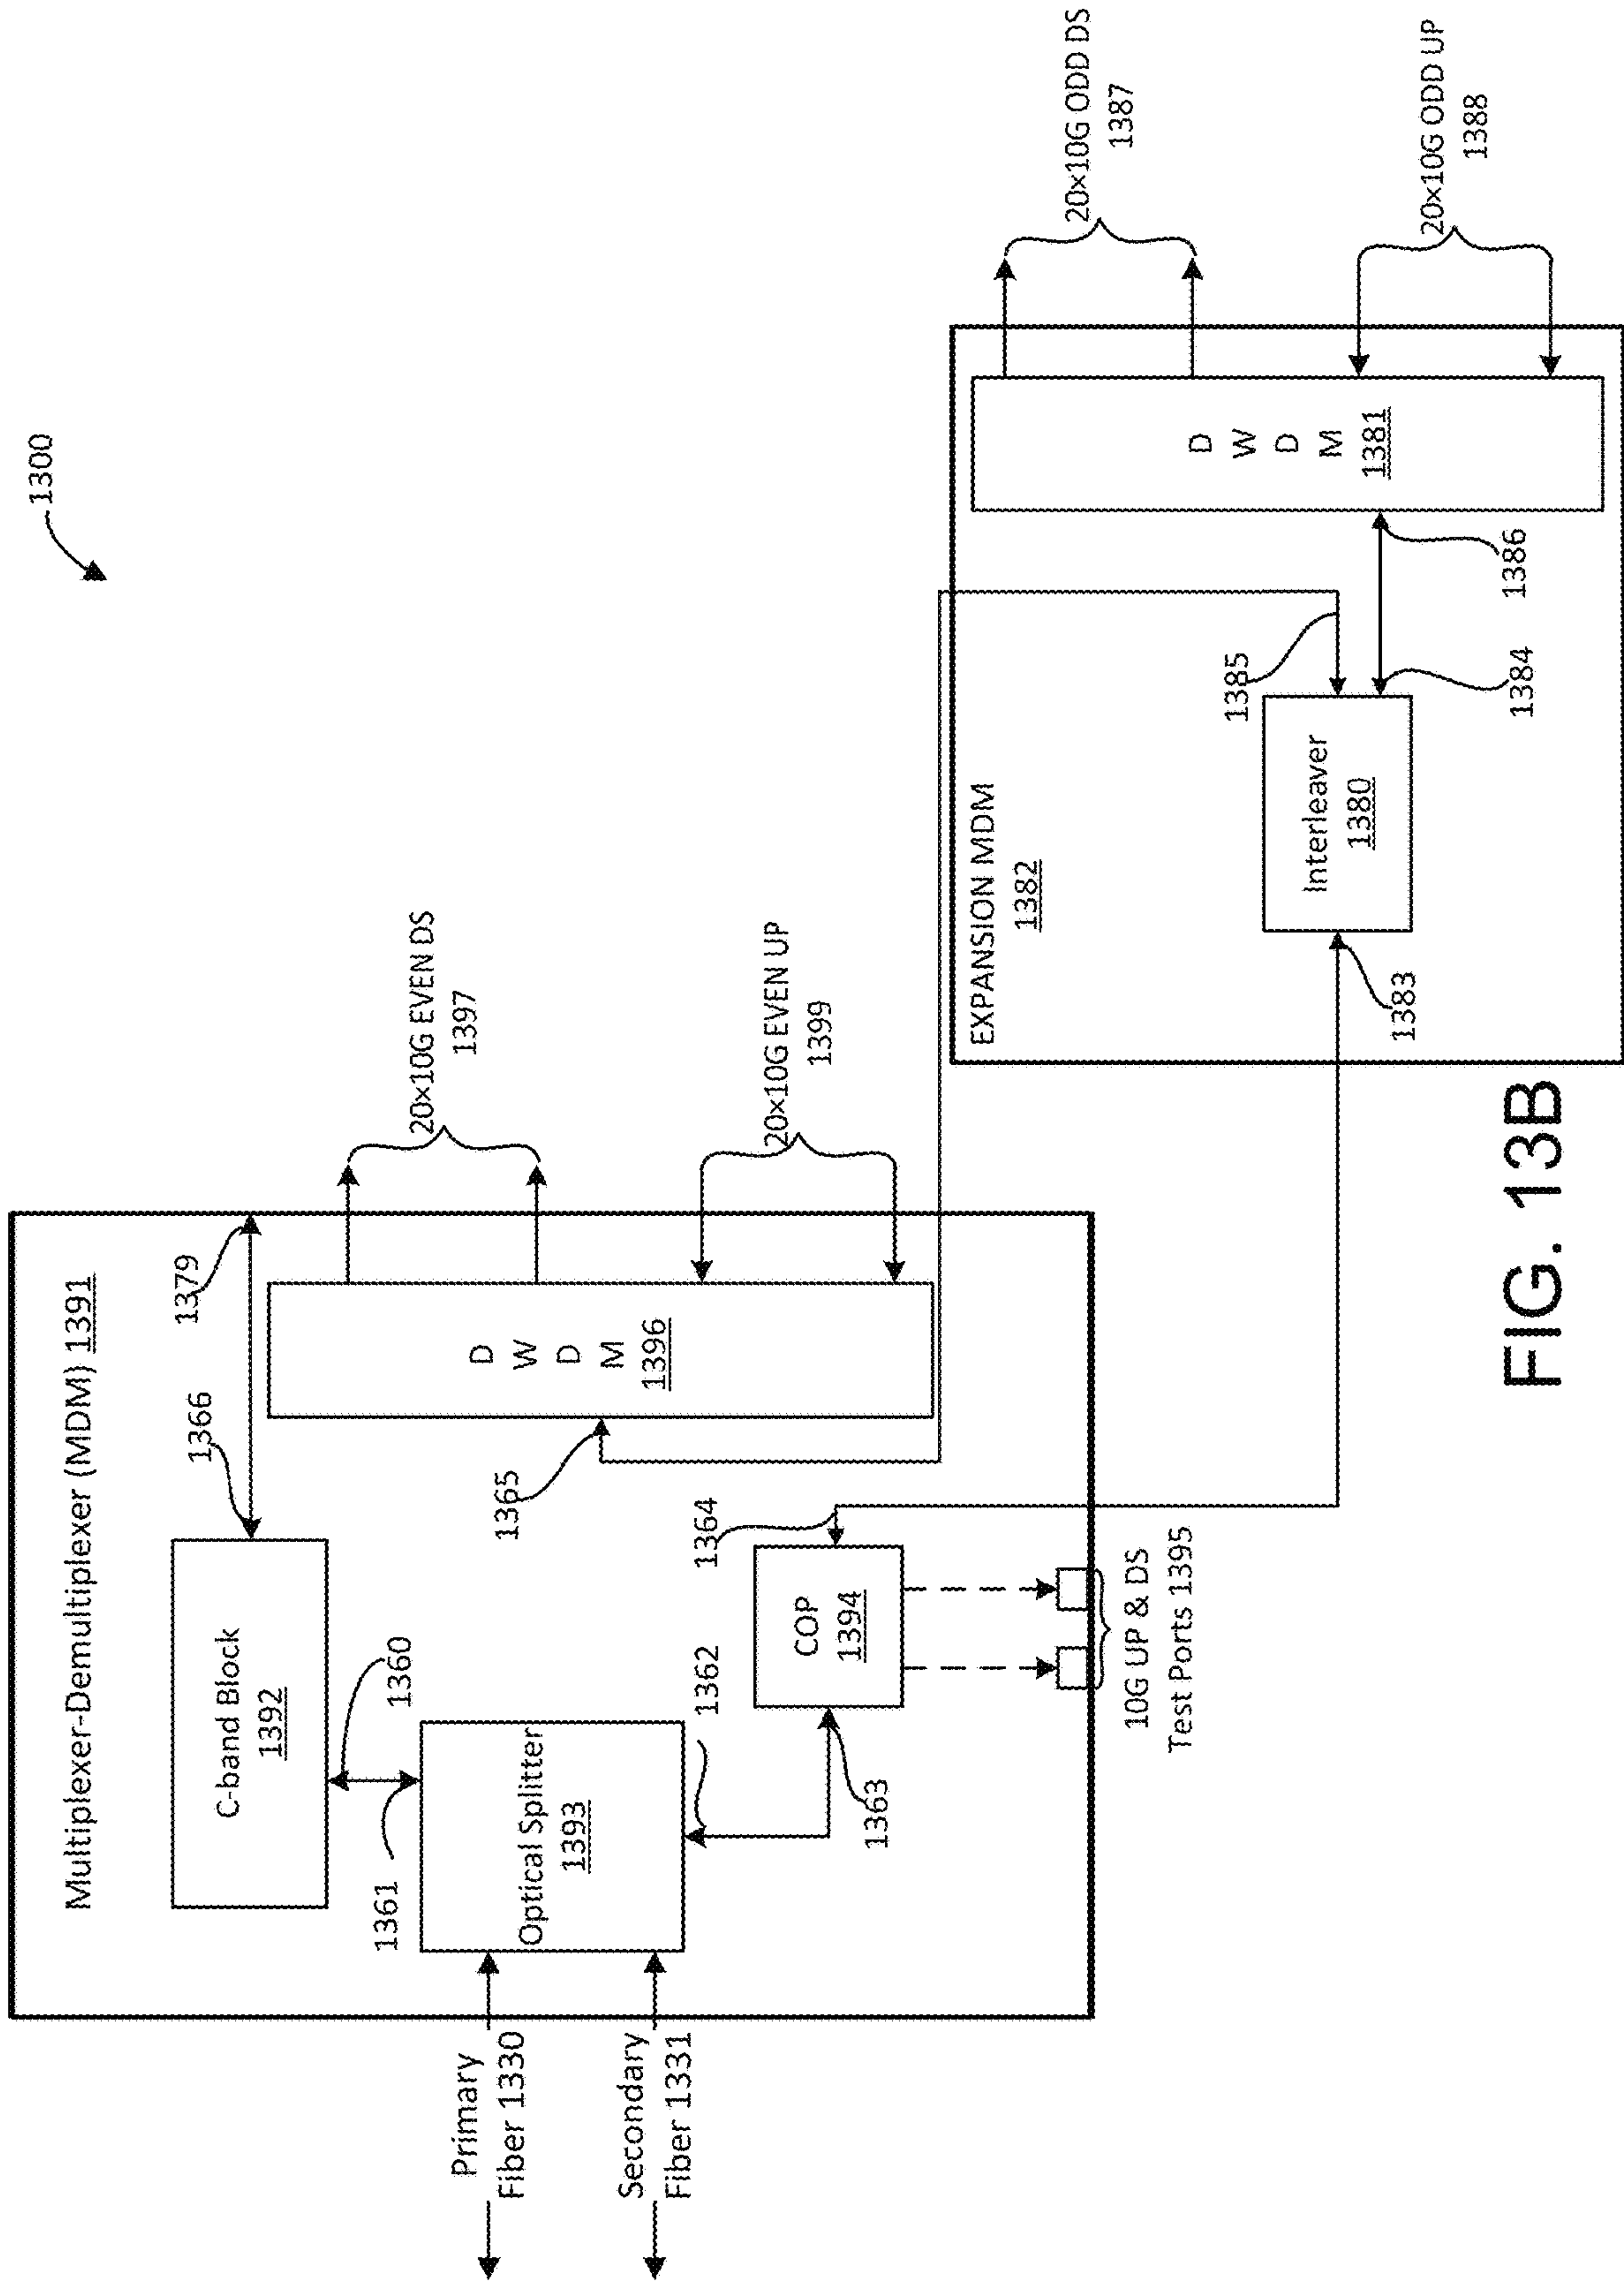 1300
Multiplexer-Demultiplexer (MDM) 1391
1379
1366
C-band Block
1392
1360
1361
Primary
Fiber 1330
Secondary
Fiber 1331
Optical Splitter
1393
1362
1363
COP
1394
1364
1365
D
W
D
M
1396
20×10G EVEN DS
1397
20×10G EVEN UP
1399
10G UP & DS
Test Ports 1395
EXPANSION MDM
1382
1383
Interleaver
1380
1385
1384
1386
D
W
D
M
1381
20×10G ODD DS
1387
20×10G ODD UP
1388
FIG. 13B